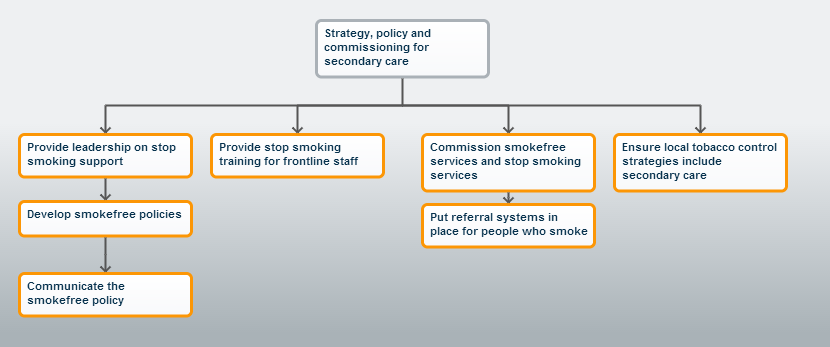 Strategy, policy and
commissioning for
secondary care
Provide leadership on stop
smoking support
Provide stop smoking
training for frontline staff
Commission smokefree
services and stop smoking
services
Ensure local tobacco control
strategies include
secondary care
Develop smokefree policies
Put referral systems in
place for people who smoke
Communicate the
smokefree policy